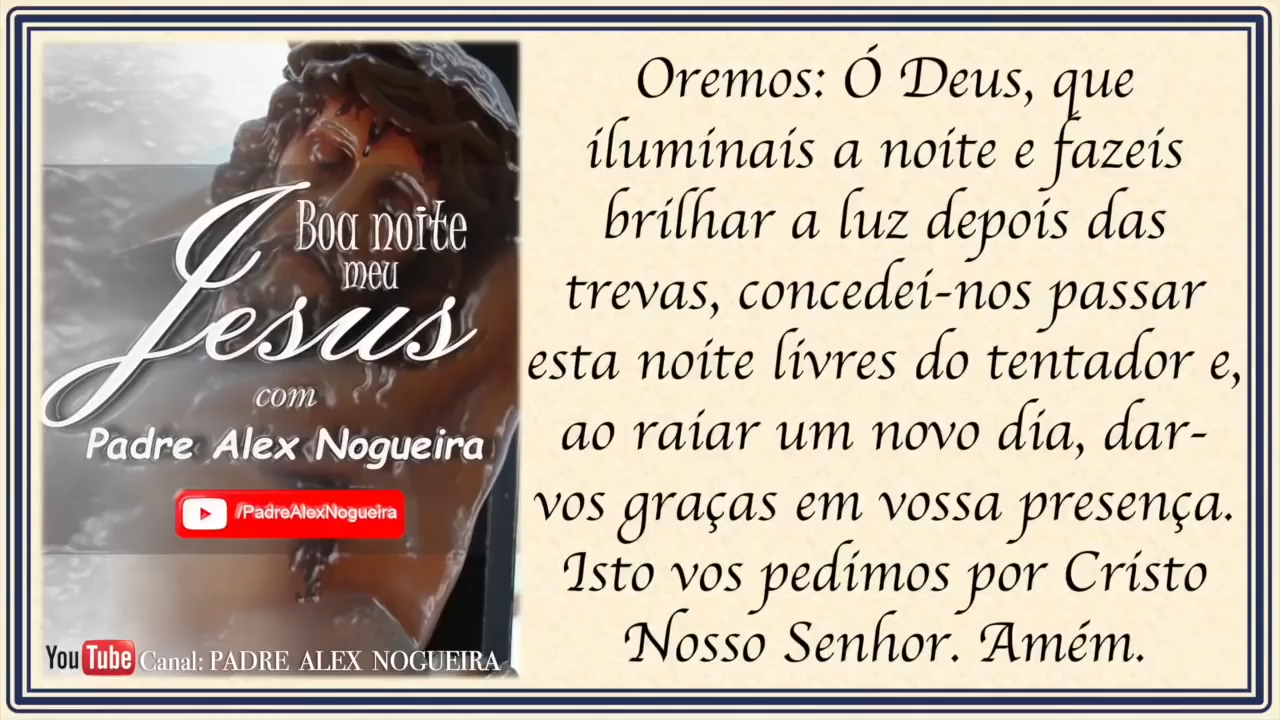 Boa noite
meu
Jesus
com
Padre Alex Nogueira
/PadreAlexNogueira
YouTube Canal: PADRE ALEX NOGUEIRA
Oremos: Ó Deus, que
iluminais a noite e fazeis
brilhar a luz depois das
trevas, concedei-nos passar
esta noite livres do tentador e,
ao raiar um novo dia, dar-
vos graças em vossa presença.
Isto vos pedimos por Cristo
Nosso Senhor. Amém.